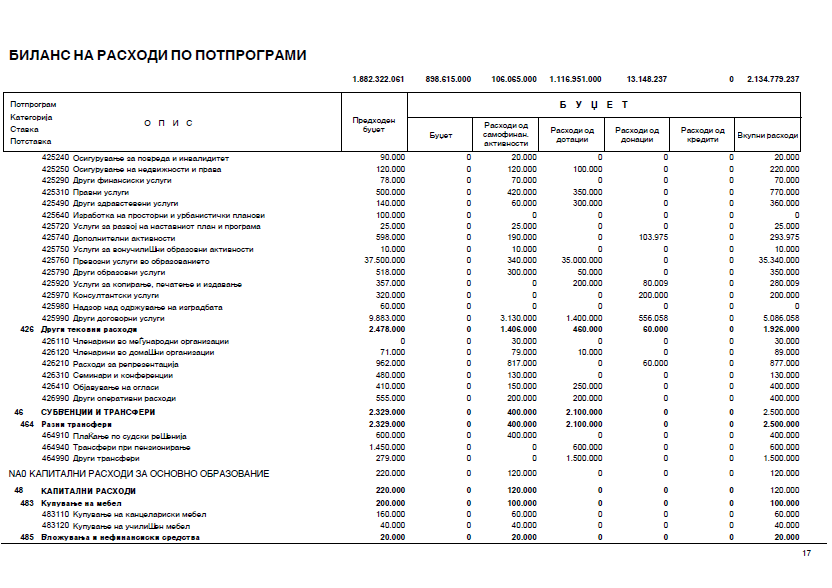 БИЛАНС НА РАСХОДИ ПО ПОТПРОГРАМИ
1.882.322.061 898.615.000 106.065.000 1.116.951.000 13.148.237 0 2.134.779.237
Потпрограм
Категорија
Ставка
Потставка
О П И С
Предходен буџет
Б У Џ Е Т
Буџет
Расходи од самофинан. активности
Расходи од дотации
Расходи од донации
Расходи од кредити
Вкупни расходи
425240 Осигурување за повреда и инвалидитет 90.000 0 20.000 0 0 0 20.000
425250 Осигурување на недвижности и права 120.000 0 120.000 100.000 0 0 220.000
425290 Други финансиски услуги 78.000 0 70.000 0 0 0 70.000
425310 Правни услуги 500.000 0 420.000 350.000 0 0 770.000
425490 Други здравствевени услуги 140.000 0 60.000 300.000 0 0 360.000
425640 Изработка на просторни и урбанистички планови 100.000 0 0 0 0 0 0
425720 Услуги за развој на наставниот план и програма 25.000 0 25.000 0 0 0 25.000
425740 Дополнителни активности 598.000 0 190.000 0 103.975 0 293.975
425750 Услуги за вонучилиШни образовни активности 10.000 0 10.000 0 0 0 10.000
425760 Превозни услуги во образованието 37.500.000 0 340.000 35.000.000 0 0 35.340.000
425790 Други образовни услуги 518.000 0 300.000 50.000 0 0 350.000
425920 Услуги за копирање, печатење и издавање 357.000 0 0 200.000 80.009 0 280.009
425970 Консултантски услуги 320.000 0 0 0 200.000 0 200.000
425980 Надзор над одржување на изградбата 60.000 0 0 0 0 0 0
425990 Други договорни услуги 9.883.000 0 3.130.000 1.400.000 556.058 0 5.086.058
426 Други тековни расходи 2.478.000 0 1.406.000 460.000 60.000 0 1.926.000
426110 Членарини во меЃународни организации 0 0 30.000 0 0 0 30.000
426120 Членарини во домаШни организации 71.000 0 79.000 10.000 0 0 89.000
426210 Расходи за репрезентација 962.000 0 817.000 0 60.000 0 877.000
426310 Семинари и конференции 480.000 0 130.000 0 0 0 130.000
426410 Објавување на огласи 410.000 0 150.000 250.000 0 0 400.000
426990 Други оперативни расходи 555.000 0 200.000 200.000 0 0 400.000
46 СУБВЕНЦИИ И ТРАНСФЕРИ 2.329.000 0 400.000 2.100.000 0 0 2.500.000
464 Разни трансфери 2.329.000 0 400.000 2.100.000 0 0 2.500.000
464910 ПлаЌање по судски реШенија 600.000 0 400.000 0 0 0 400.000
464940 Трансфери при пензионирање 1.450.000 0 0 600.000 0 0 600.000
464990 Други трансфери 279.000 0 0 1.500.000 0 0 1.500.000
NA0 КАПИТАЛНИ РАСХОДИ ЗА ОСНОВНО ОБРАЗОВАНИЕ 220.000 0 120.000 0 0 0 120.000
48 КАПИТАЛНИ РАСХОДИ 220.000 0 120.000 0 0 0 120.000
483 Купување на мебел 200.000 0 100.000 0 0 0 100.000
483110 Купување на канцелариски мебел 160.000 0 60.000 0 0 0 60.000
483120 Купување на училиШен мебел 40.000 0 40.000 0 0 0 40.000
485 Вложувања и нефинансиски средства 20.000 0 20.000 0 0 0 20.000
17